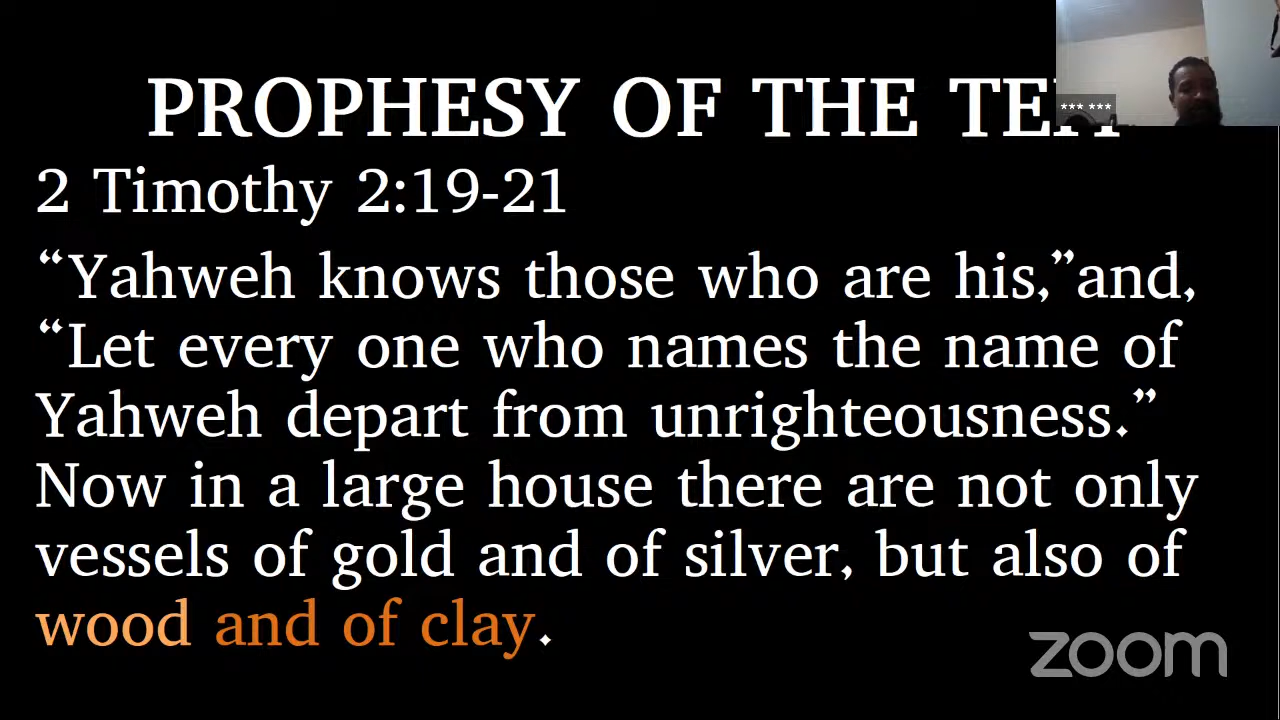 PROPHESY OF THE
*** ***
2 Timothy 2:19-21
“Yahweh knows those who are his,”and,
“Let every one who names the name of
Yahweh depart from unrighteousness.”
Now in a large house there are not only
vessels of gold and of silver, but also of
wood and of clay.
zoom